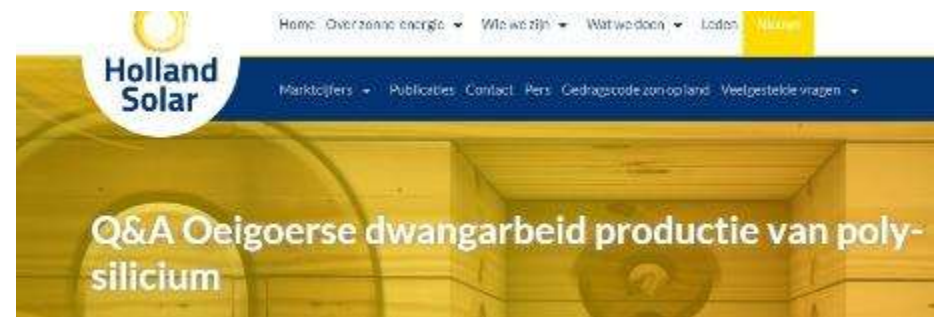 Home Over zonne-energie Wie we zijn Wat we doen Leden Nieuws
Holland
Solar
Marktcijfers Publicaties Contact Pers Gedragscode zon op land Veelgestelde vragen
Q&A Oeigoerse dwangarbeid productie van poly-
silicium